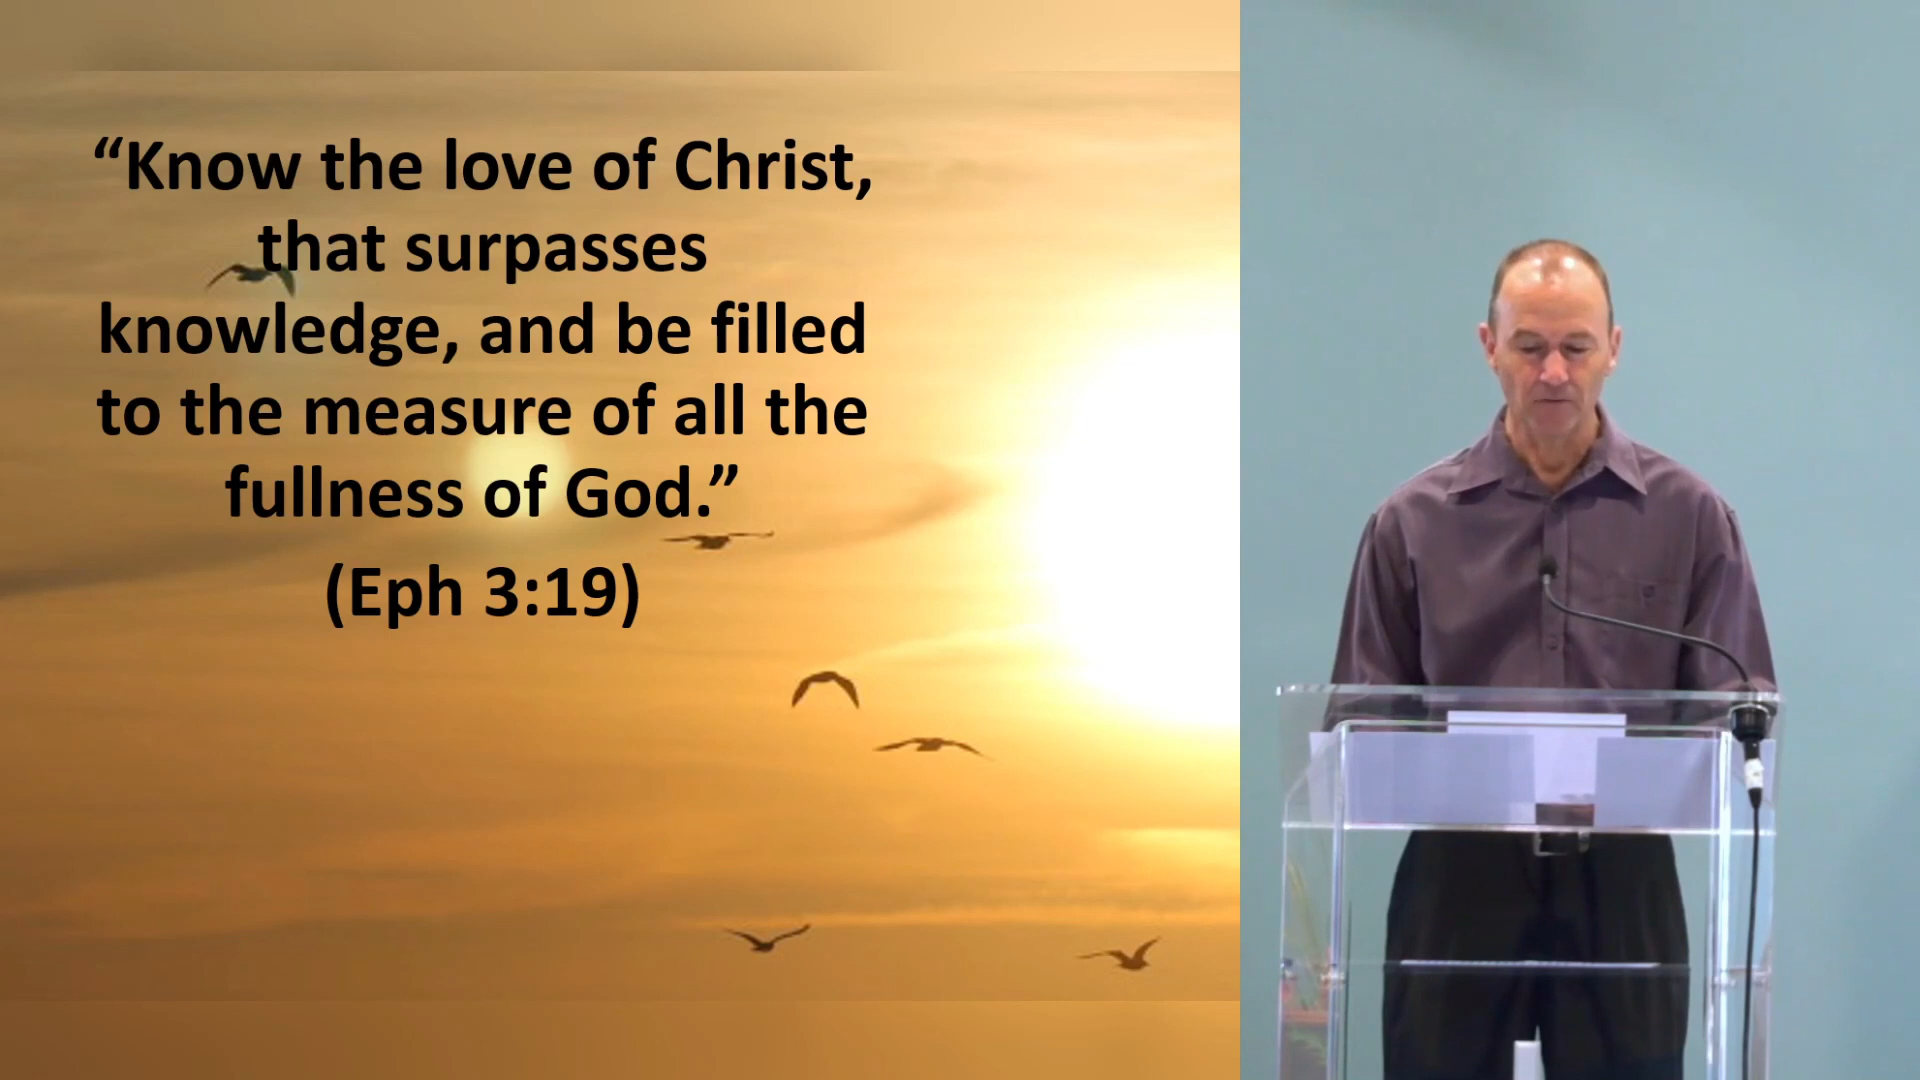 “Know the love of Christ,
that surpasses
knowledge, and be filled
to the measure of all the
fullness of God.”
(Eph 3:19)